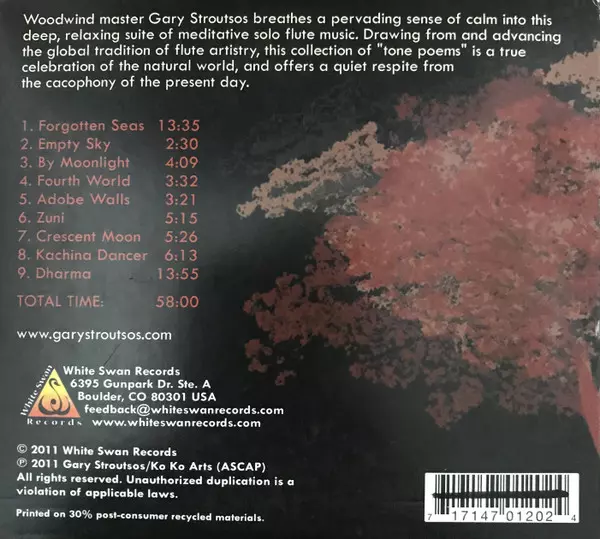 Woodwind master Gary Stroutsos breathes a pervading sense of calm into this
deep, relaxing suite of meditative solo flute music. Drawing from and advancing
the global tradition of flute artistry, this collection of "tone poems" is a true
celebration of the natural world, and offers a quiet respite from
the cacophony of the present day.
1. Forgotten Seas 13:35
2. Empty Sky 2:30
3. By Moonlight 4:09
4. Fourth World 3:32
5. Adobe Walls 3:21
6. Zuni 5:15
7. Crescent Moon 5:26
8. Kachina Dancer 6:13
9. Dharma 13:55
TOTAL TIME: 58:00
www.garystroutsos.com
White Swan
Records
White Swan Records
6395 Gunpark Dr. Ste. A
Boulder, CO 80301 USA
feedback@whiteswanrecords.com
www.whiteswanrecords.com
© 2011 White Swan Records
℗ 2011 Gary Stroutsos/Ko Ko Arts (ASCAP)
All rights reserved. Unauthorized duplication is a
violation of applicable laws.
Printed on 30% post-consumer recycled materials.
7 17147 01202 4